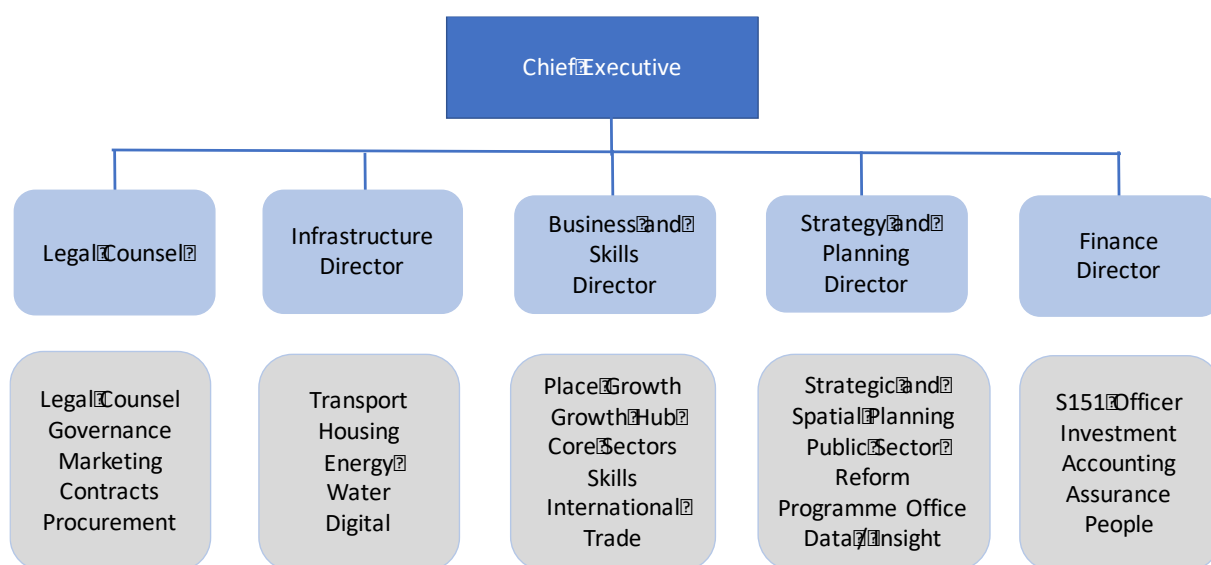 Chief Executive
Legal Counsel
Infrastructure
Director
Business and
Skills
Director
Strategy and
Planning
Director
Finance
Director
Legal Counsel
Governance
Marketing
Contracts
Procurement
Transport
Housing
Energy
Water
Digital
Place Growth
Growth Hub
Core Sectors
Skills
International
Trade
Strategic and
Spatial Planning
Public Sector
Reform
Programme Office
Data / Insight
S151 Officer
Investment
Accounting
Assurance
People